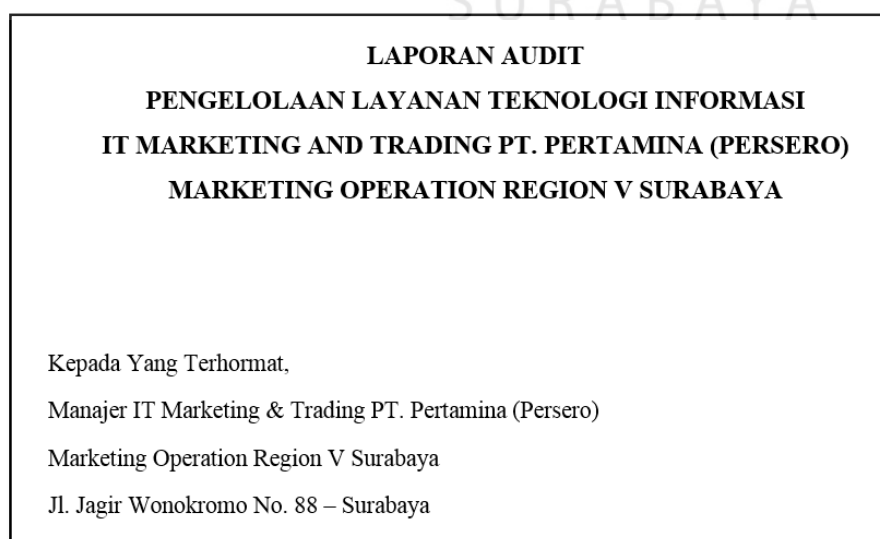 SURABAYA
LAPORAN AUDIT
PENGELOLAAN LAYANAN TEKNOLOGI INFORMASI
IT MARKETING AND TRADING PT. PERTAMINA (PERSERO)
MARKETING OPERATION REGION V SURABAYA
Kepada Yang Terhormat,
Manajer IT Marketing & Trading PT. Pertamina (Persero)
Marketing Operation Region V Surabaya
Jl. Jagir Wonokromo No. 88 – Surabaya